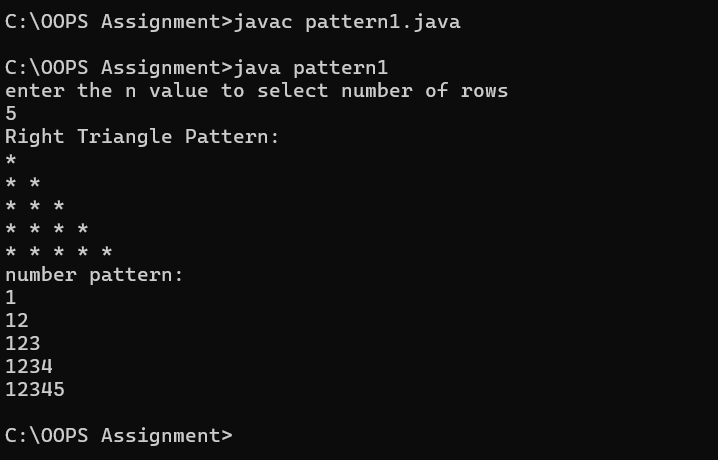 C:\OOPS Assignment>javac pattern1.java
C:\OOPS Assignment>java pattern1
enter the n value to select number of rows
5
Right Triangle Pattern:
*
* *
* * *
* * * *
* * * * *
number pattern:
1
12
123
1234
12345
C:\OOPS Assignment>